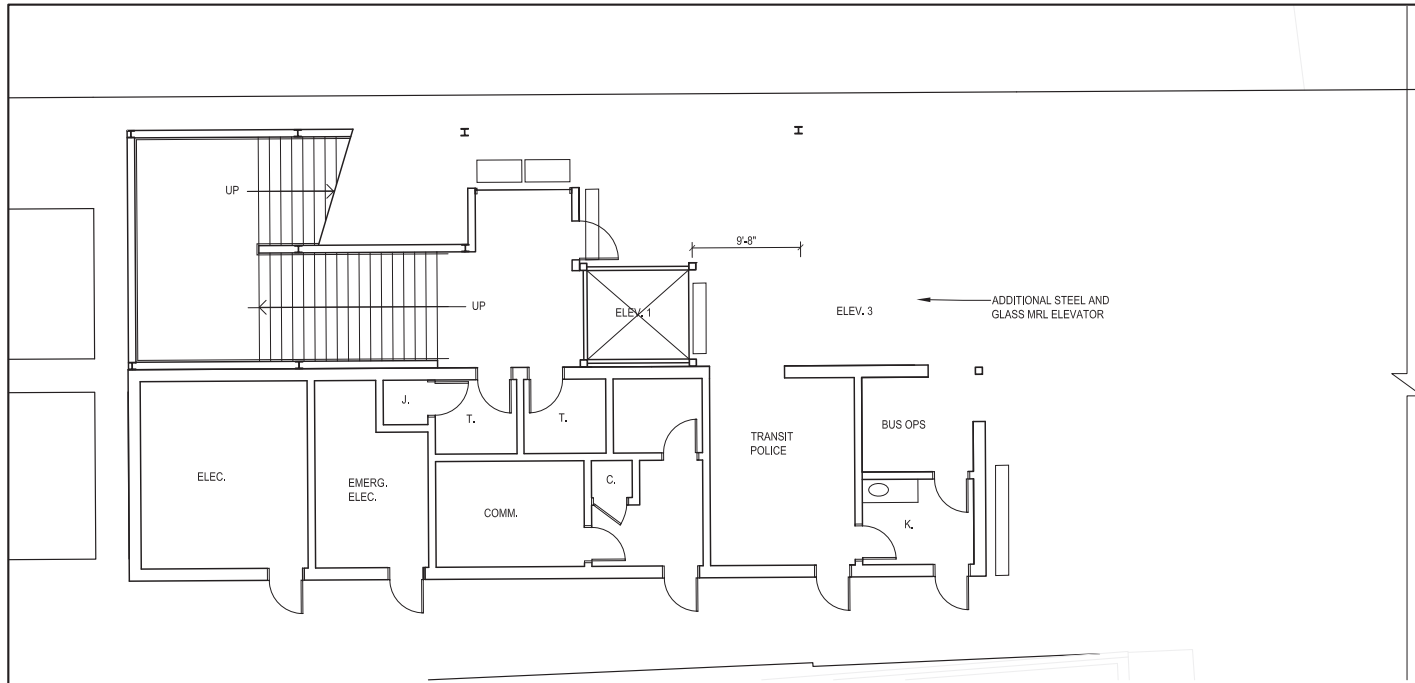 UP
9'-8"
UP
ELEV. 1
ELEV. 3
ADDITIONAL STEEL AND
GLASS MRL ELEVATOR
J.
T.
T.
BUS OPS
TRANSIT
POLICE
ELEC.
EMERG.
ELEC.
C.
COMM.
K.